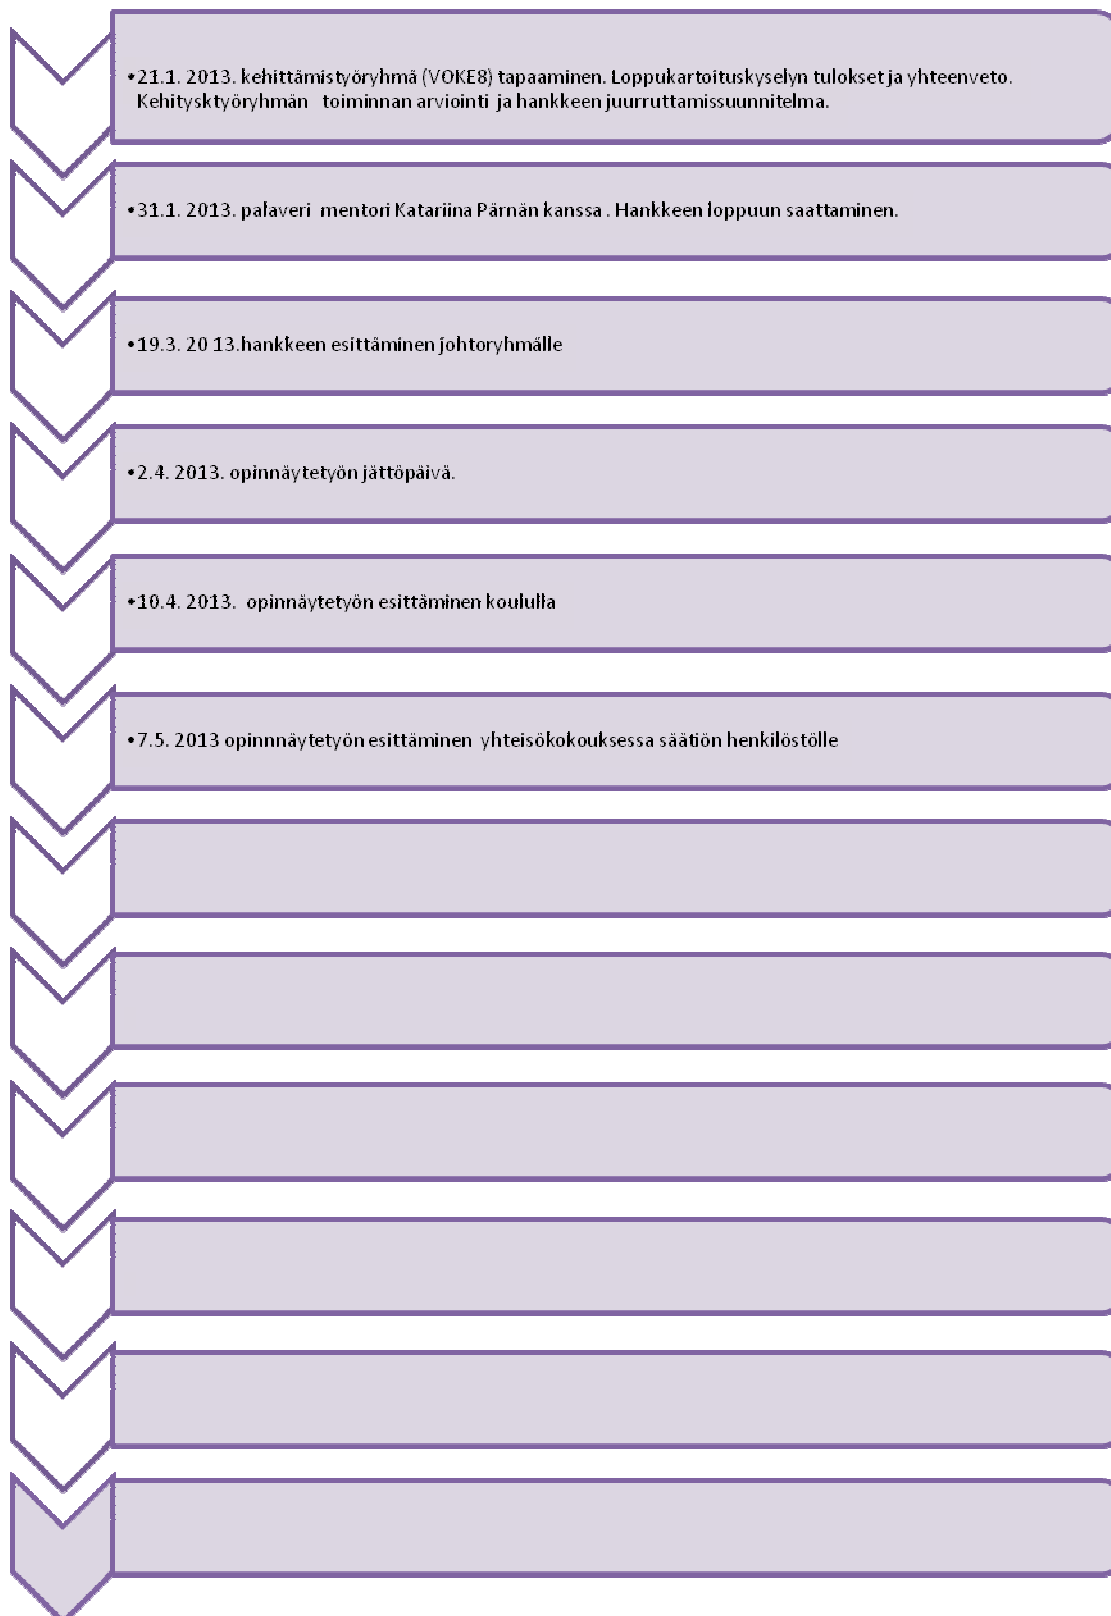 •21.1. 2013. kehittämistyöryhmä (VOKE8) tapaaminen. Loppukartoituskyselyn tulokset ja yhteenveto.
Kehitysktyöryhmän toiminnan arviointi ja hankkeen juurruttamissuunnitelma.
•31.1. 2013. palaveri mentori Katariina Pärnän kanssa . Hankkeen loppuun saattaminen.
•19.3. 20 13.hankkeen esittäminen johtoryhmälle
•2.4. 2013. opinnäytetyön jättöpäivä.
•10.4. 2013. opinnäytetyön esittäminen koululla
•7.5. 2013 opinnnäytetyön esittäminen yhteisökokouksessa säätiön henkilöstölle